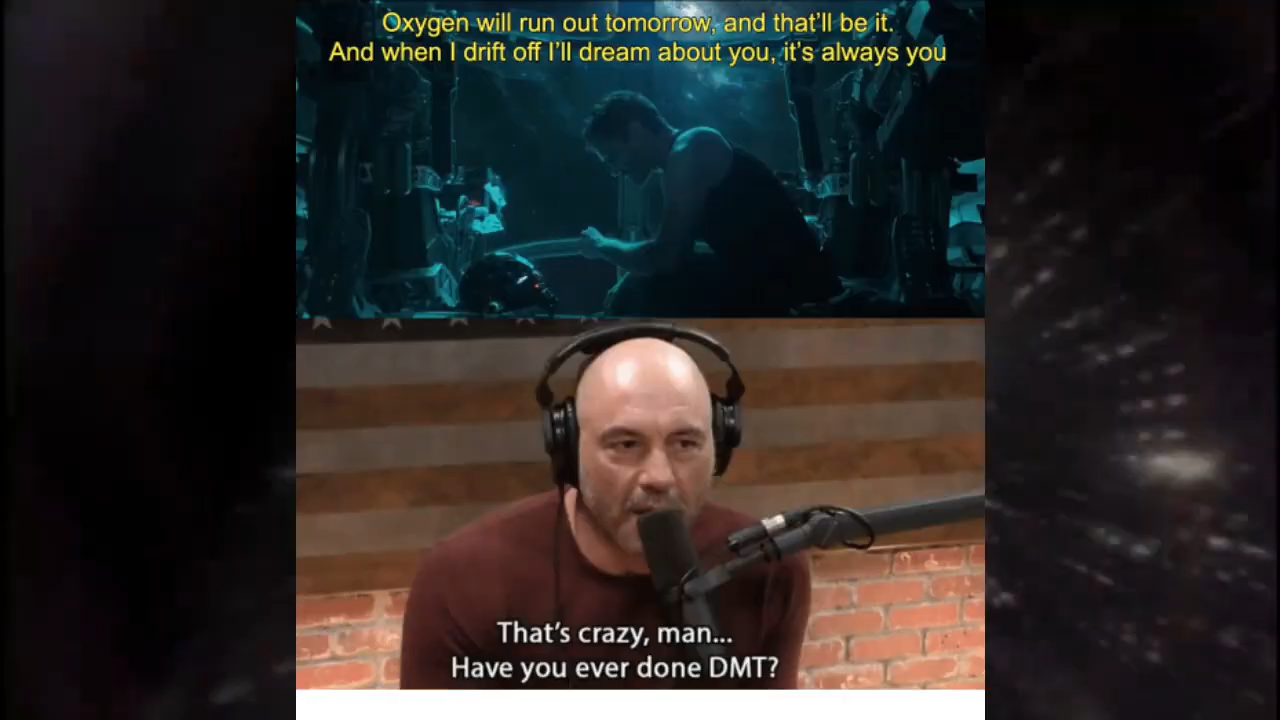 Oxygen will run out tomorrow, and that'll be it.
And when I drift off I'll dream about you, it's always you
That's crazy, man...
Have you ever done DMT?